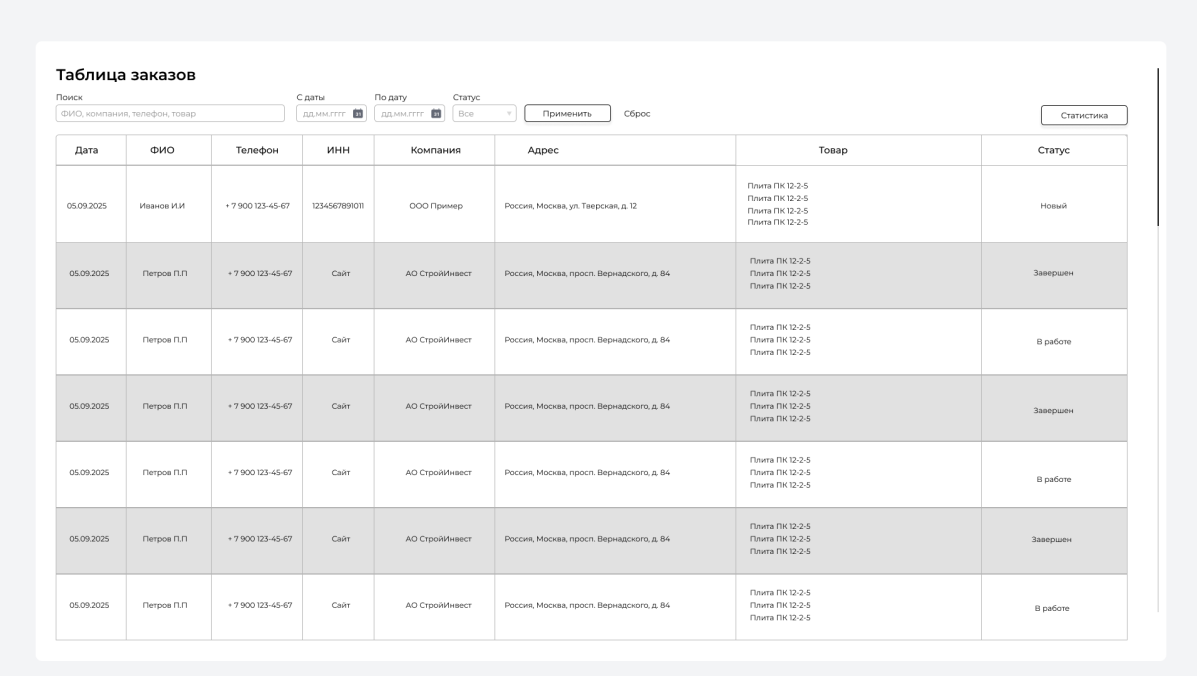 Таблица заказов
Поиск С даты По дату Статус
ФИО, компания, телефон, товар дд.мм.гггг 31 дд.мм.гггг 31 Все Применить Сброс Статистика
Дата ФИО Телефон ИНН Компания Адрес Товар Статус
Плита ПК 12-2-5
Плита ПК 12-2-5
05.09.2025 Иванов И.И + 7 900 123-45-67 1234567891011 ООО Пример Россия, Москва, ул. Тверская, д. 12 Новый
Плита ПК 12-2-5
Плита ПК 12-2-5
Плита ПК 12-2-5
05.09.2025 Петров П.П + 7 900 123-45-67 Сайт АО СтройИнвест Россия, Москва, просп. Вернадского, д. 84 Плита ПК 12-2-5 Завершен
Плита ПК 12-2-5
Плита ПК 12-2-5
05.09.2025 Петров П.П + 7 900 123-45-67 Сайт АО СтройИнвест Россия, Москва, просп. Вернадского, д. 84 Плита ПК 12-2-5 В работе
Плита ПК 12-2-5
Плита ПК 12-2-5
05.09.2025 Петров П.П + 7 900 123-45-67 Сайт АО СтройИнвест Россия, Москва, просп. Вернадского, д. 84 Плита ПК 12-2-5 Завершен
Плита ПК 12-2-5
Плита ПК 12-2-5
05.09.2025 Петров П.П + 7 900 123-45-67 Сайт АО СтройИнвест Россия, Москва, просп. Вернадского, д. 84 Плита ПК 12-2-5 В работе
Плита ПК 12-2-5
Плита ПК 12-2-5
05.09.2025 Петров П.П + 7 900 123-45-67 Сайт АО СтройИнвест Россия, Москва, просп. Вернадского, д. 84 Плита ПК 12-2-5 Завершен
Плита ПК 12-2-5
Плита ПК 12-2-5
05.09.2025 Петров П.П + 7 900 123-45-67 Сайт АО СтройИнвест Россия, Москва, просп. Вернадского, д. 84 Плита ПК 12-2-5 В работе
Плита ПК 12-2-5